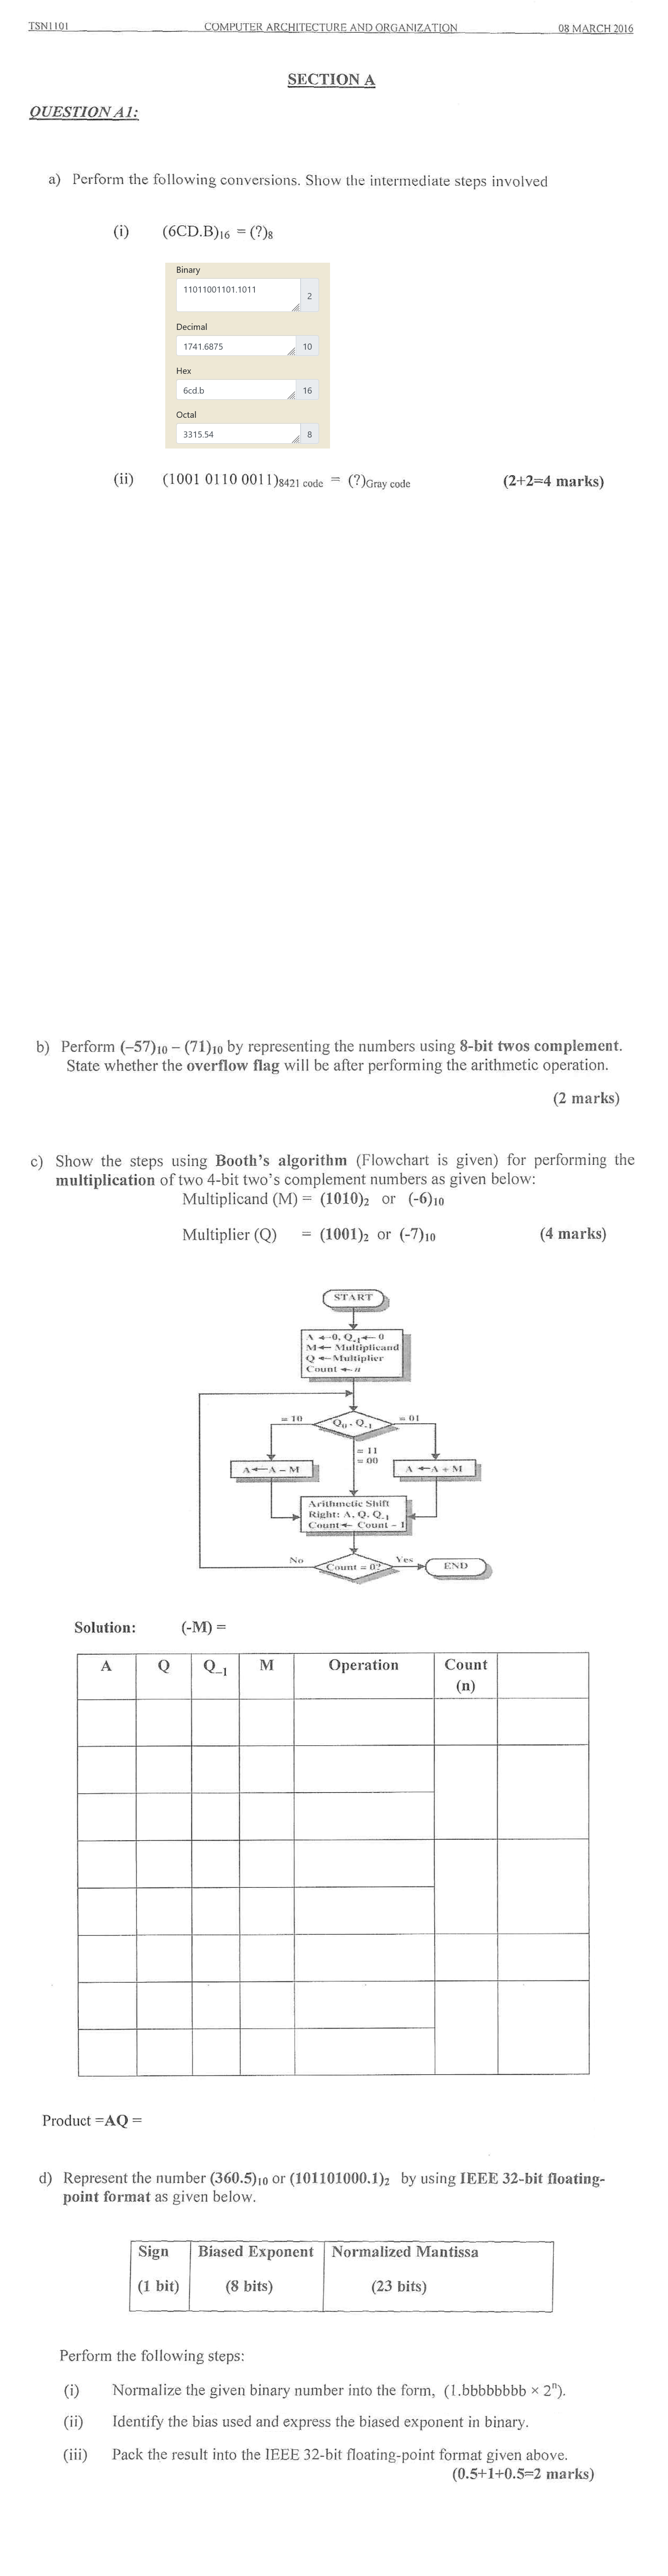 TSN1101 COMPUTER ARCHITECTURE AND ORGANIZATION 08 MARCH 2016
SECTION A
QUESTION A1:
a) Perform the following conversions. Show the intermediate steps involved
(i) (6CD.B)16 = (?)8
Binary
11011001101.1011 2
Decimal
1741.6875 10
Hex
6cd.b 16
Octal
3315.54 8
(ii) (1001 0110 0011)8421 code = (?)Gray code (2+2=4 marks)
b) Perform (–57)10 – (71)10 by representing the numbers using 8-bit twos complement.
State whether the overflow flag will be after performing the arithmetic operation.
(2 marks)
c) Show the steps using Booth's algorithm (Flowchart is given) for performing the
multiplication of two 4-bit two's complement numbers as given below:
Multiplicand (M) = (1010)2 or (-6)10
Multiplier (Q) = (1001)2 or (-7)10 (4 marks)
START
A ← 0, Q-1 ← 0
M ← Multiplicand
Q ← Multiplier
Count ← n
= 10 Q0, Q-1 = 01
= 11
= 00
A ← A – M A ← A + M
Arithmetic Shift
Right: A, Q, Q-1
Count ← Count – 1
No Count = 0? Yes END
Solution: (-M) =
A Q Q-1 M Operation Count
(n)
Product =AQ =
d) Represent the number (360.5)10 or (101101000.1)2 by using IEEE 32-bit floating-
point format as given below.
Sign Biased Exponent Normalized Mantissa
(1 bit) (8 bits) (23 bits)
Perform the following steps:
(i) Normalize the given binary number into the form, (1.bbbbbbbb × 2ⁿ).
(ii) Identify the bias used and express the biased exponent in binary.
(iii) Pack the result into the IEEE 32-bit floating-point format given above.
(0.5+1+0.5=2 marks)